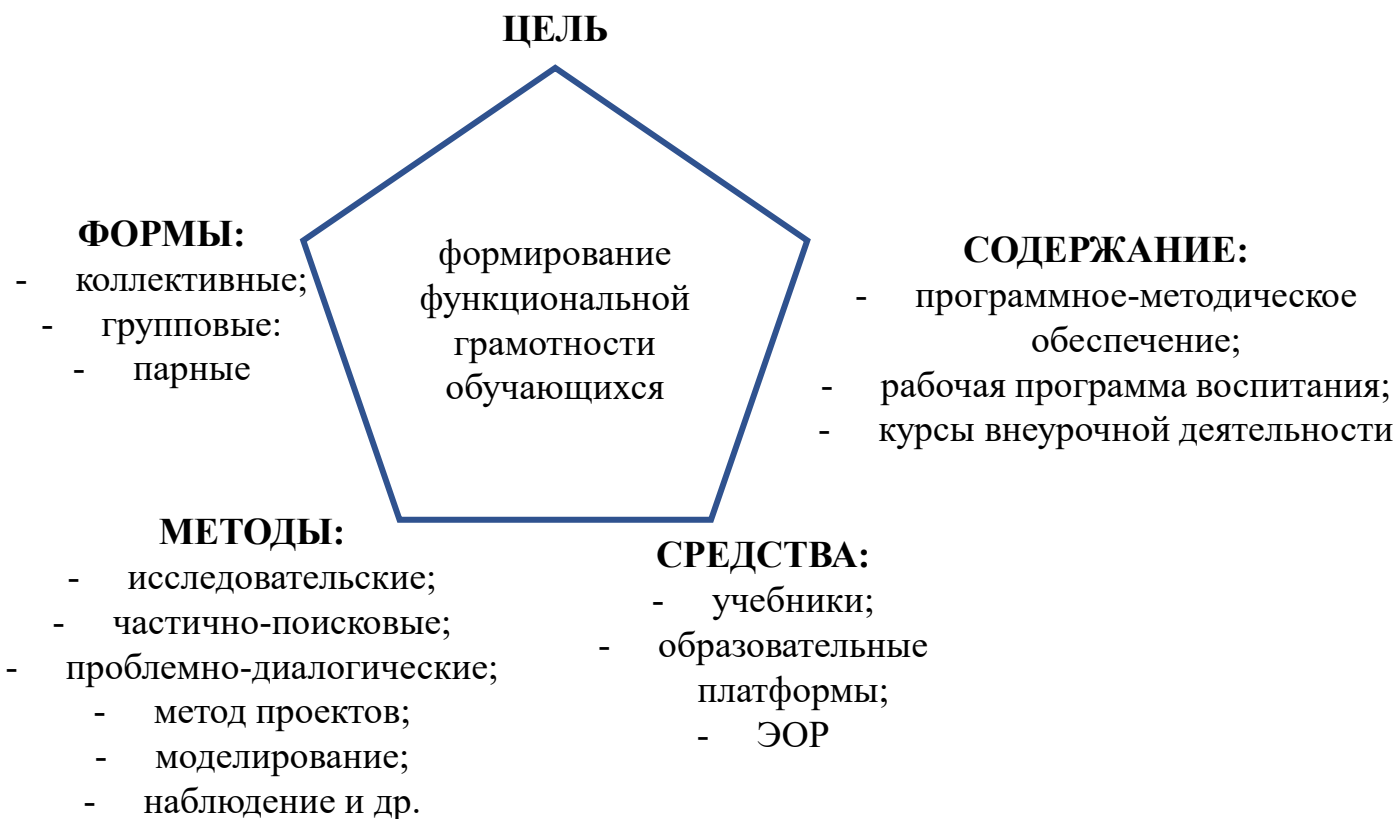 ЦЕЛЬ
формирование
функциональной
грамотности
обучающихся
ФОРМЫ:
- коллективные;
- групповые:
- парные
СОДЕРЖАНИЕ:
- программное-методическое
обеспечение;
- рабочая программа воспитания;
- курсы внеурочной деятельности
МЕТОДЫ:
- исследовательские;
- частично-поисковые;
- проблемно-диалогические;
- метод проектов;
- моделирование;
- наблюдение и др.
СРЕДСТВА:
- учебники;
- образовательные
платформы;
- ЭОР